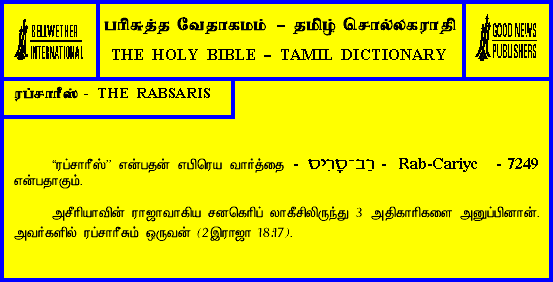 BELLWETHER
INTERNATIONAL
பரிசுத்த வேதாகமம் – தமிழ் சொல்லகராதி
THE HOLY BIBLE – TAMIL DICTIONARY
GOOD NEWS
PUBLISHERS
ரப்சாரீஸ் - THE RABSARIS
“ரப்சாரீஸ்” என்பதன் எபிரெய வார்த்தை - רַב־סָרִיס - Rab-Cariyc - 7249
என்பதாகும்.
அசீரியாவின் ராஜாவாகிய சனகெரிப் லாகீசிலிருந்து 3 அதிகாரிகளை அனுப்பினான்.
அவர்களில் ரப்சாரீசும் ஒருவன் (2இராஜா 18:17).